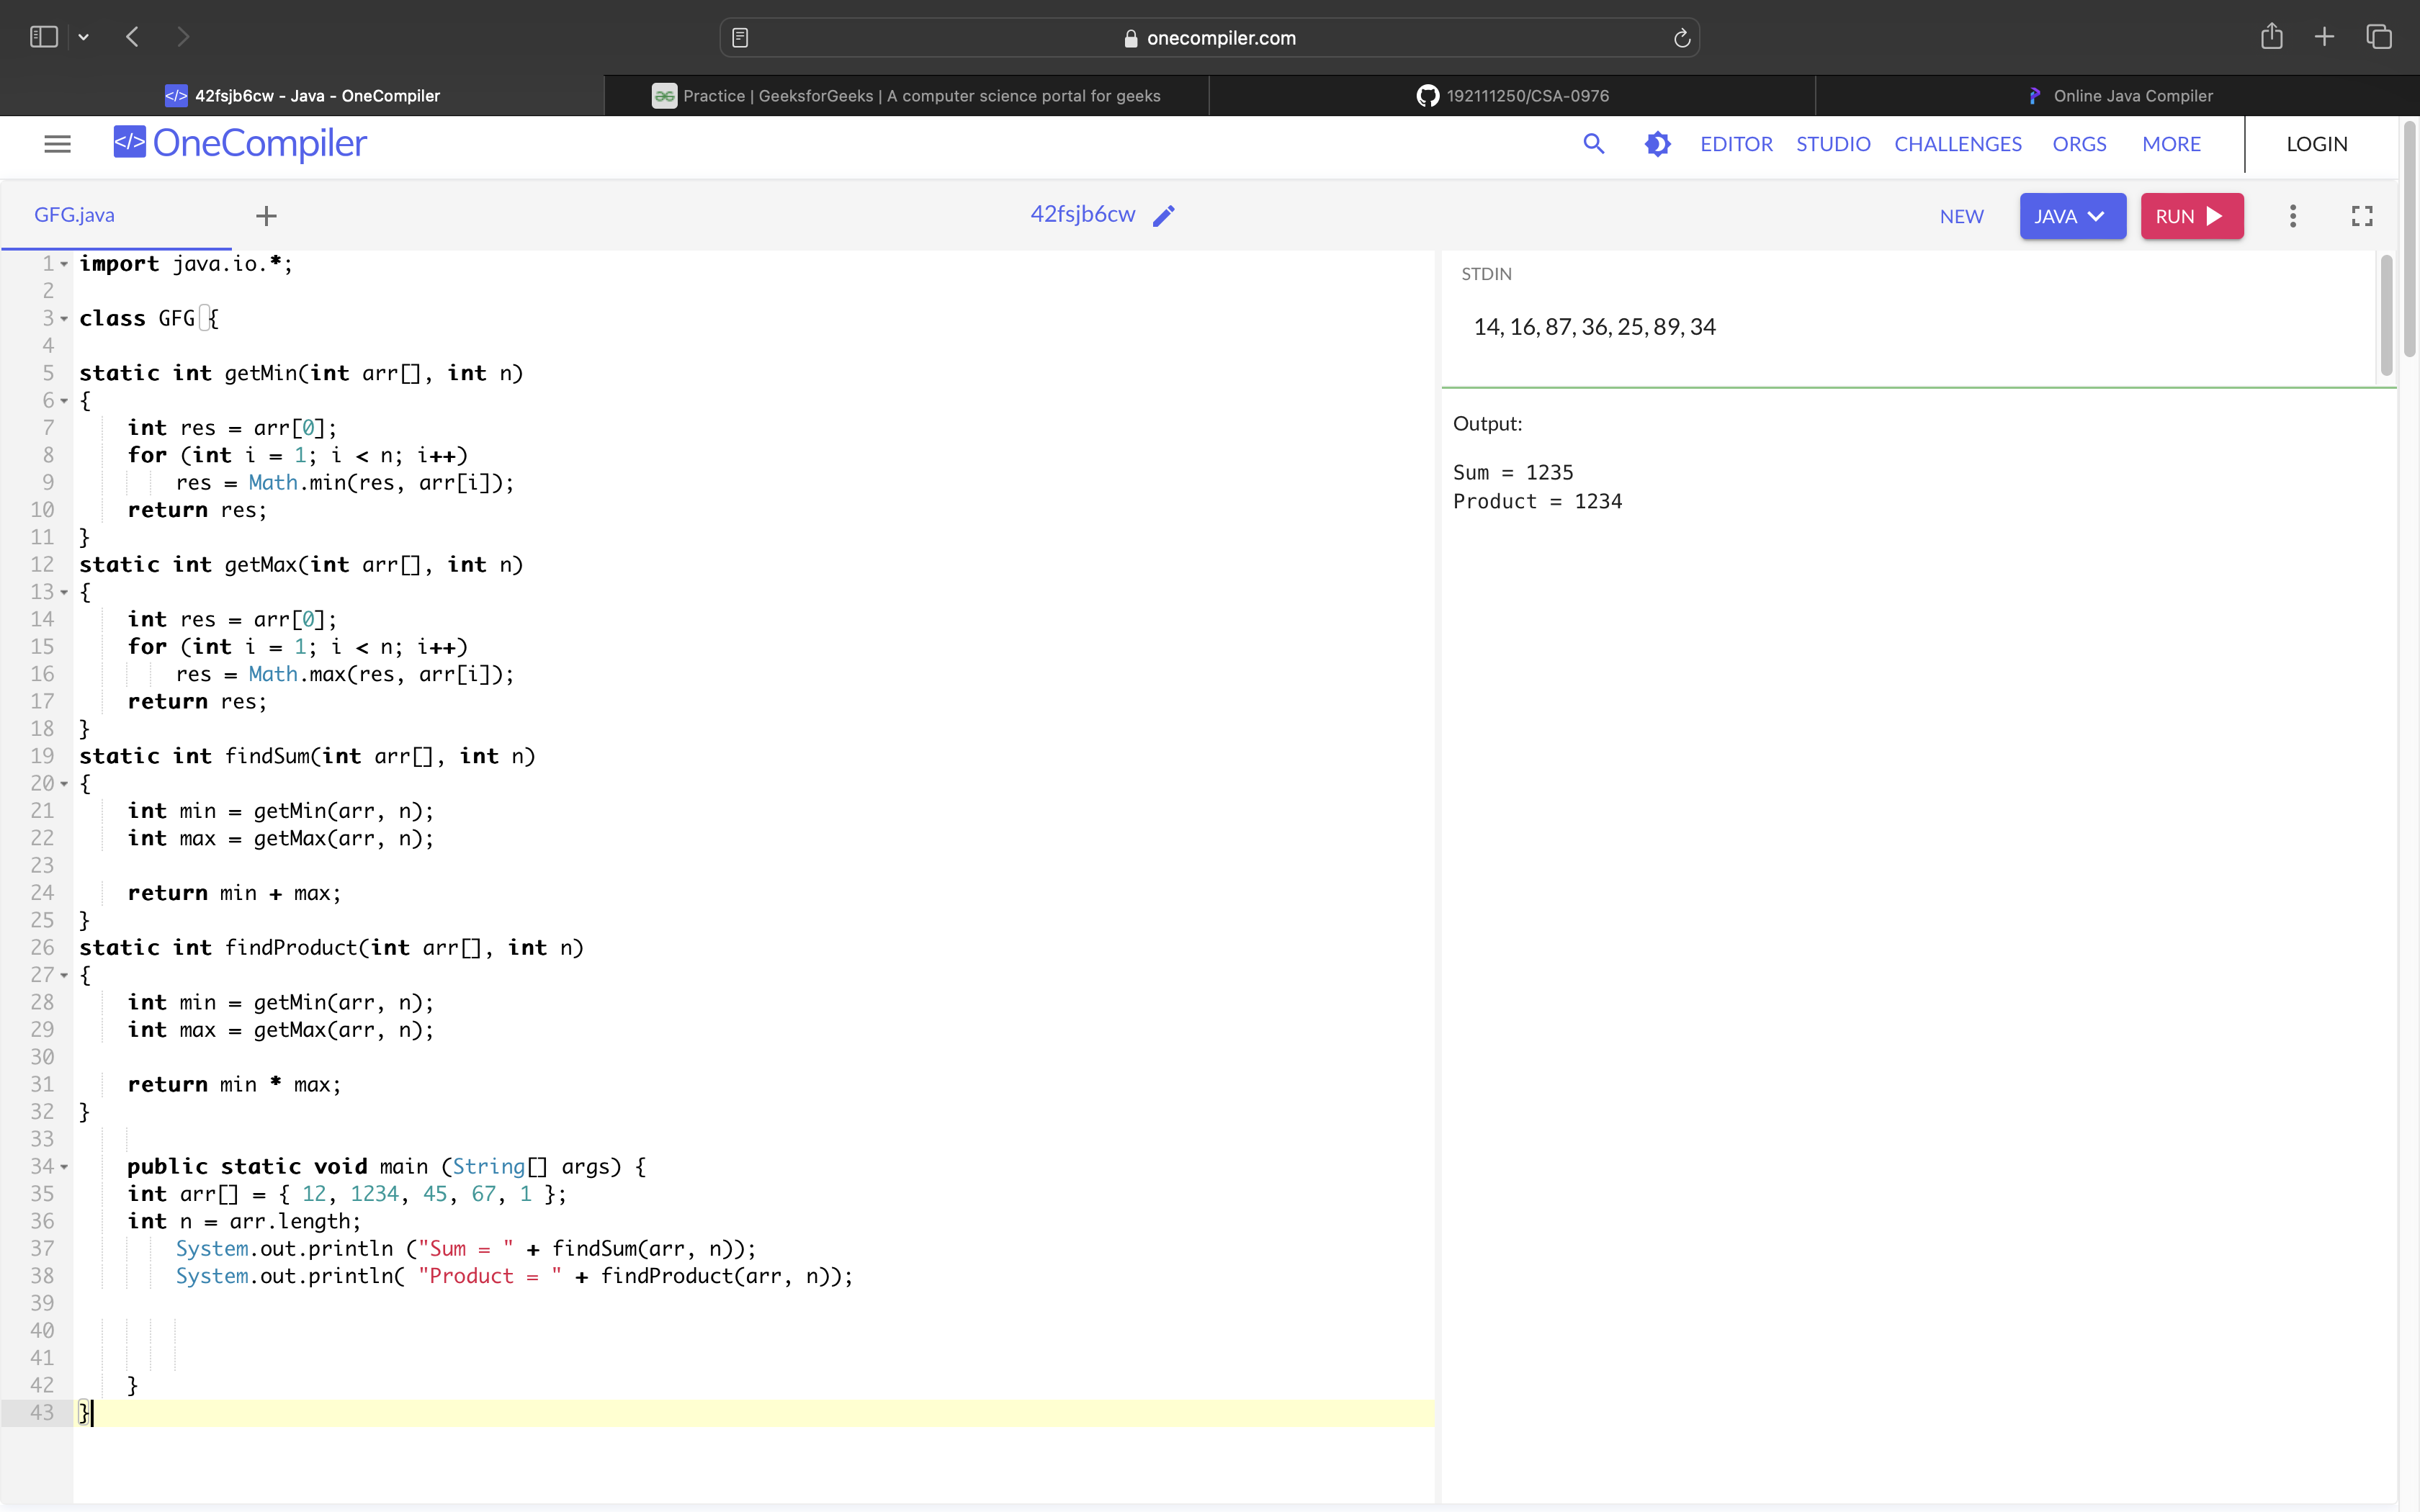 onecompiler.com
42fsjb6cw - Java - OneCompiler
Practice | GeeksforGeeks | A computer science portal for geeks
192111250/CSA-0976
Online Java Compiler
</> OneCompiler
EDITOR STUDIO CHALLENGES ORGS MORE LOGIN
GFG.java
42fsjb6cw
NEW JAVA RUN
1 import java.io.*;
2
3 class GFG {
4
5 static int getMin(int arr[], int n)
6 {
7 int res = arr[0];
8 for (int i = 1; i < n; i++)
9 res = Math.min(res, arr[i]);
10 return res;
11 }
12 static int getMax(int arr[], int n)
13 {
14 int res = arr[0];
15 for (int i = 1; i < n; i++)
16 res = Math.max(res, arr[i]);
17 return res;
18 }
19 static int findSum(int arr[], int n)
20 {
21 int min = getMin(arr, n);
22 int max = getMax(arr, n);
23
24 return min + max;
25 }
26 static int findProduct(int arr[], int n)
27 {
28 int min = getMin(arr, n);
29 int max = getMax(arr, n);
30
31 return min * max;
32 }
33
34 public static void main (String[] args) {
35 int arr[] = { 12, 1234, 45, 67, 1 };
36 int n = arr.length;
37 System.out.println ("Sum = " + findSum(arr, n));
38 System.out.println( "Product = " + findProduct(arr, n));
39
40
41
42 }
43 }
STDIN
14, 16, 87, 36, 25, 89, 34
Output:
Sum = 1235
Product = 1234